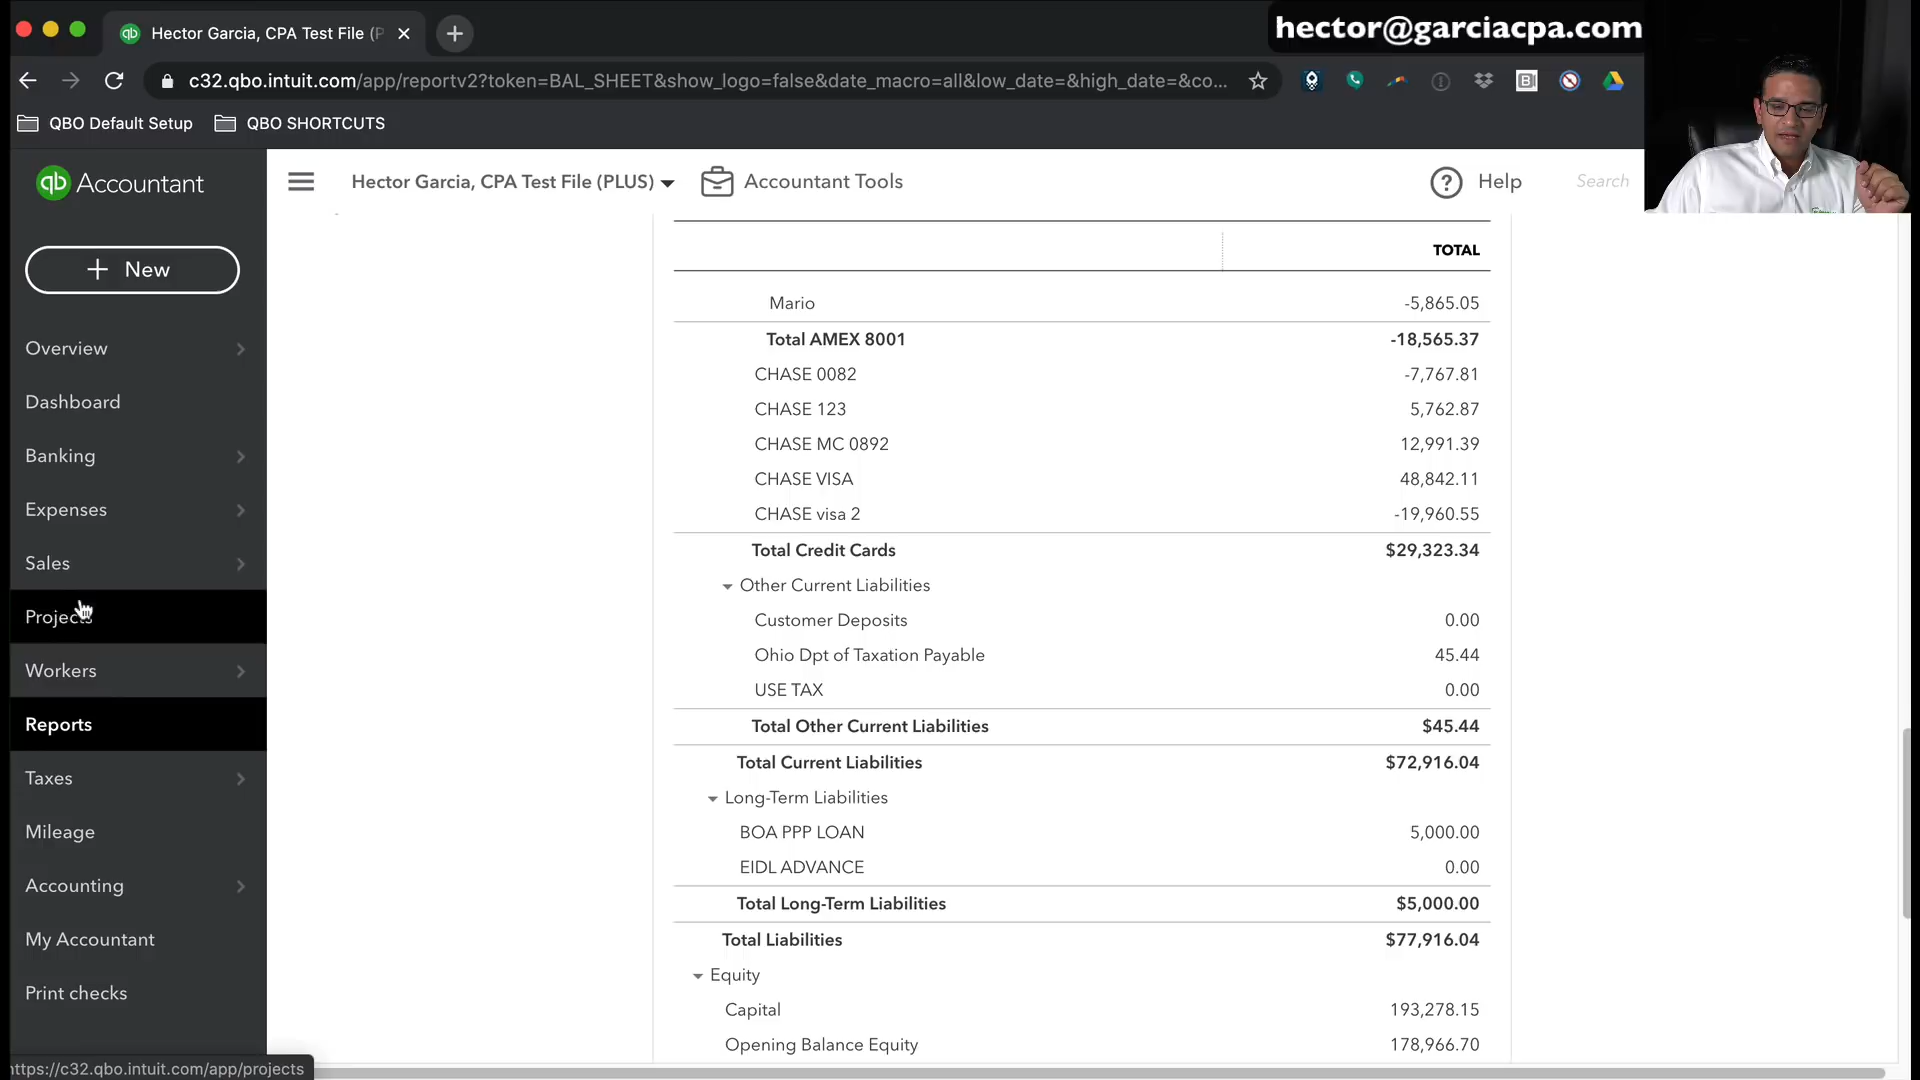 Hector Garcia, CPA Test File (P
hector@garciacpa.com
c32.qbo.intuit.com/app/reportv2?token=BAL_SHEET&show_logo=false&date_macro=all&low_date=&high_date=&co...
QBO Default Setup QBO SHORTCUTS
qb Accountant
Hector Garcia, CPA Test File (PLUS) Accountant Tools
? Help Search
+ New
Overview
Dashboard
Banking
Expenses
Sales
Projects
Workers
Reports
Taxes
Mileage
Accounting
My Accountant
Print checks
https://c32.qbo.intuit.com/app/projects
TOTAL
Mario -5,865.05
Total AMEX 8001 -18,565.37
CHASE 0082 -7,767.81
CHASE 123 5,762.87
CHASE MC 0892 12,991.39
CHASE VISA 48,842.11
CHASE visa 2 -19,960.55
Total Credit Cards $29,323.34
Other Current Liabilities
Customer Deposits 0.00
Ohio Dpt of Taxation Payable 45.44
USE TAX 0.00
Total Other Current Liabilities $45.44
Total Current Liabilities $72,916.04
Long-Term Liabilities
BOA PPP LOAN 5,000.00
EIDL ADVANCE 0.00
Total Long-Term Liabilities $5,000.00
Total Liabilities $77,916.04
Equity
Capital 193,278.15
Opening Balance Equity 178,966.70